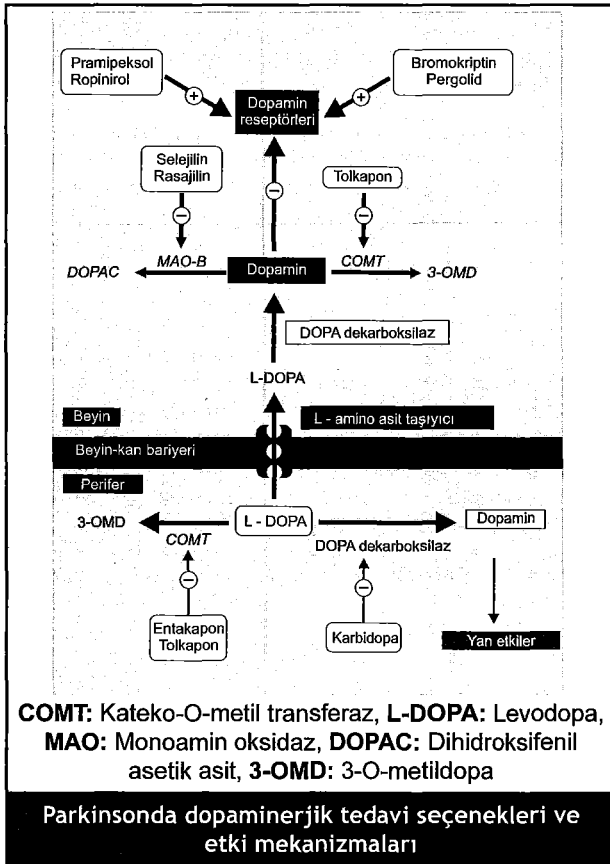 Pramipeksol
Ropinirol
Bromokriptin
Pergolid
+
+
Dopamin
reseptörleri
Selejilin
Rasajilin
Tolkapon
−
−
−
DOPAC
MAO-B
Dopamin
COMT
3-OMD
DOPA dekarboksilaz
L-DOPA
Beyin
L - amino asit taşıyıcı
Beyin-kan bariyeri
Perifer
3-OMD
COMT
L - DOPA
DOPA dekarboksilaz
Dopamin
−
−
Entakapon
Tolkapon
Karbidopa
Yan etkiler
COMT: Kateko-O-metil transferaz, L-DOPA: Levodopa,
MAO: Monoamin oksidaz, DOPAC: Dihidroksifenil
asetik asit, 3-OMD: 3-O-metildopa
Parkinsonda dopaminerjik tedavi seçenekleri ve
etki mekanizmaları